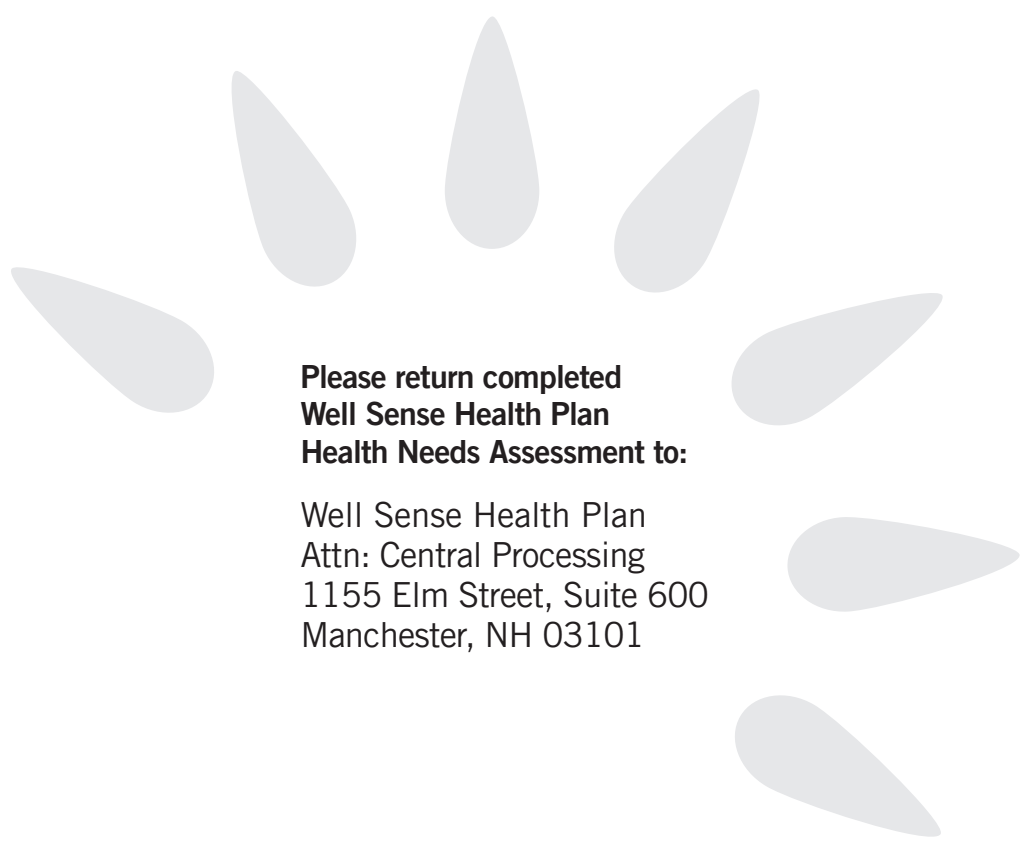 Please return completed
Well Sense Health Plan
Health Needs Assessment to:
Well Sense Health Plan
Attn: Central Processing
1155 Elm Street, Suite 600
Manchester, NH 03101